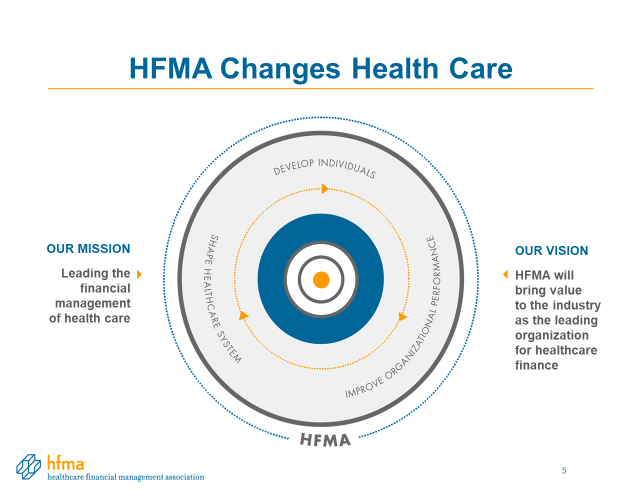 HFMA Changes Health Care
DEVELOP INDIVIDUALS
SHAPE HEALTHCARE SYSTEM
IMPROVE ORGANIZATIONAL PERFORMANCE
OUR MISSION
Leading the
financial
management
of health care
OUR VISION
HFMA will
bring value
to the industry
as the leading
organization
for healthcare
finance
HFMA
hfma
healthcare financial management association
5